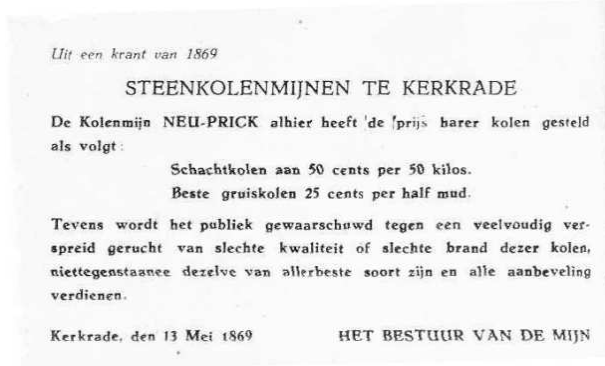 Uit een krant van 1869
STEENKOLENMIJNEN TE KERKRADE
De Kolenmijn NEU-PRICK alhier heeft de prijs harer kolen gesteld
als volgt:
Schachtkolen aan 50 cents per 50 kilos.
Beste gruiskolen 25 cents per half mud.
Tevens wordt het publiek gewaarschuwd tegen een veelvoudig ver-
spreid gerucht van slechte kwaliteit of slechte brand dezer kolen,
niettegenstaanee dezelve van allerbeste soort zijn en alle aanbeveling
verdienen.
Kerkrade, den 13 Mei 1869 HET BESTUUR VAN DE MIJN